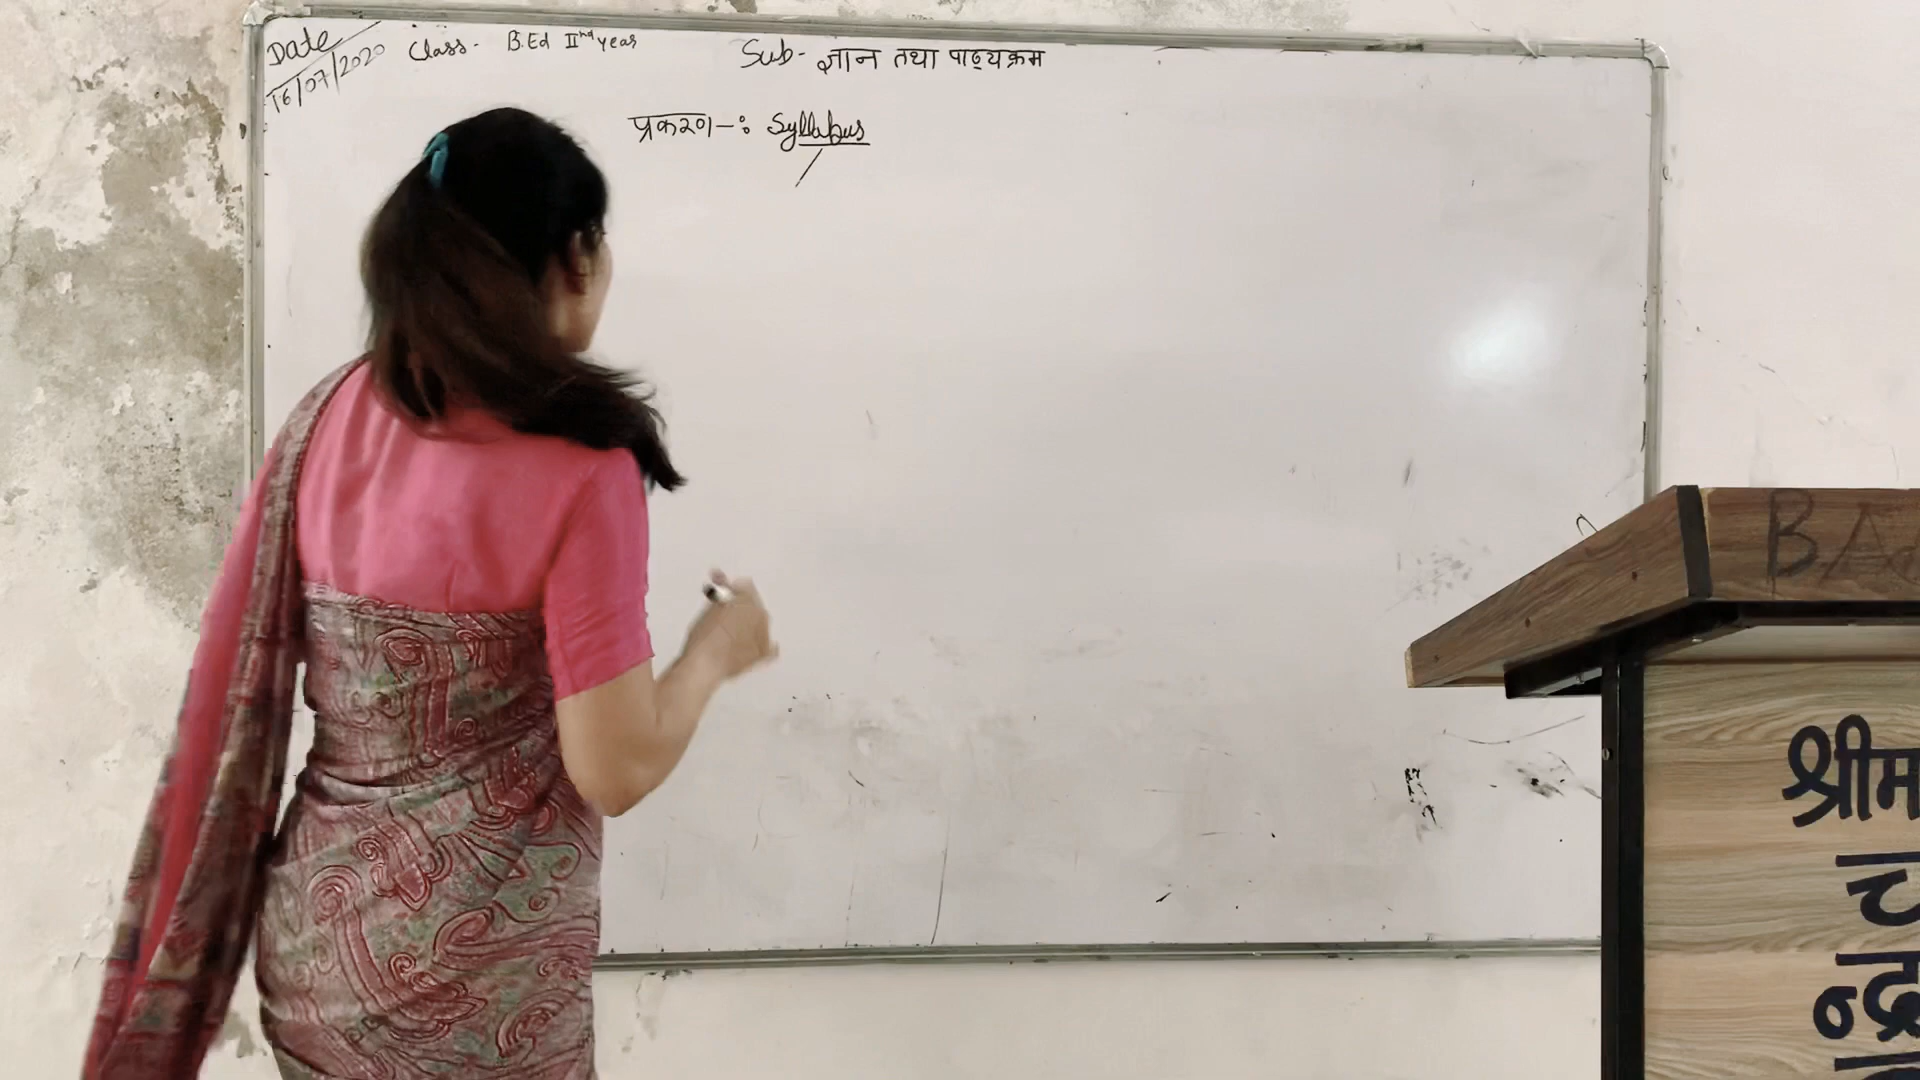 Date
16/07/2020
Class- B.Ed IInd year
Sub- ज्ञान तथा पाठ्यक्रम
प्रकरण-: Syllabus
श्रीम
च
न्द्र